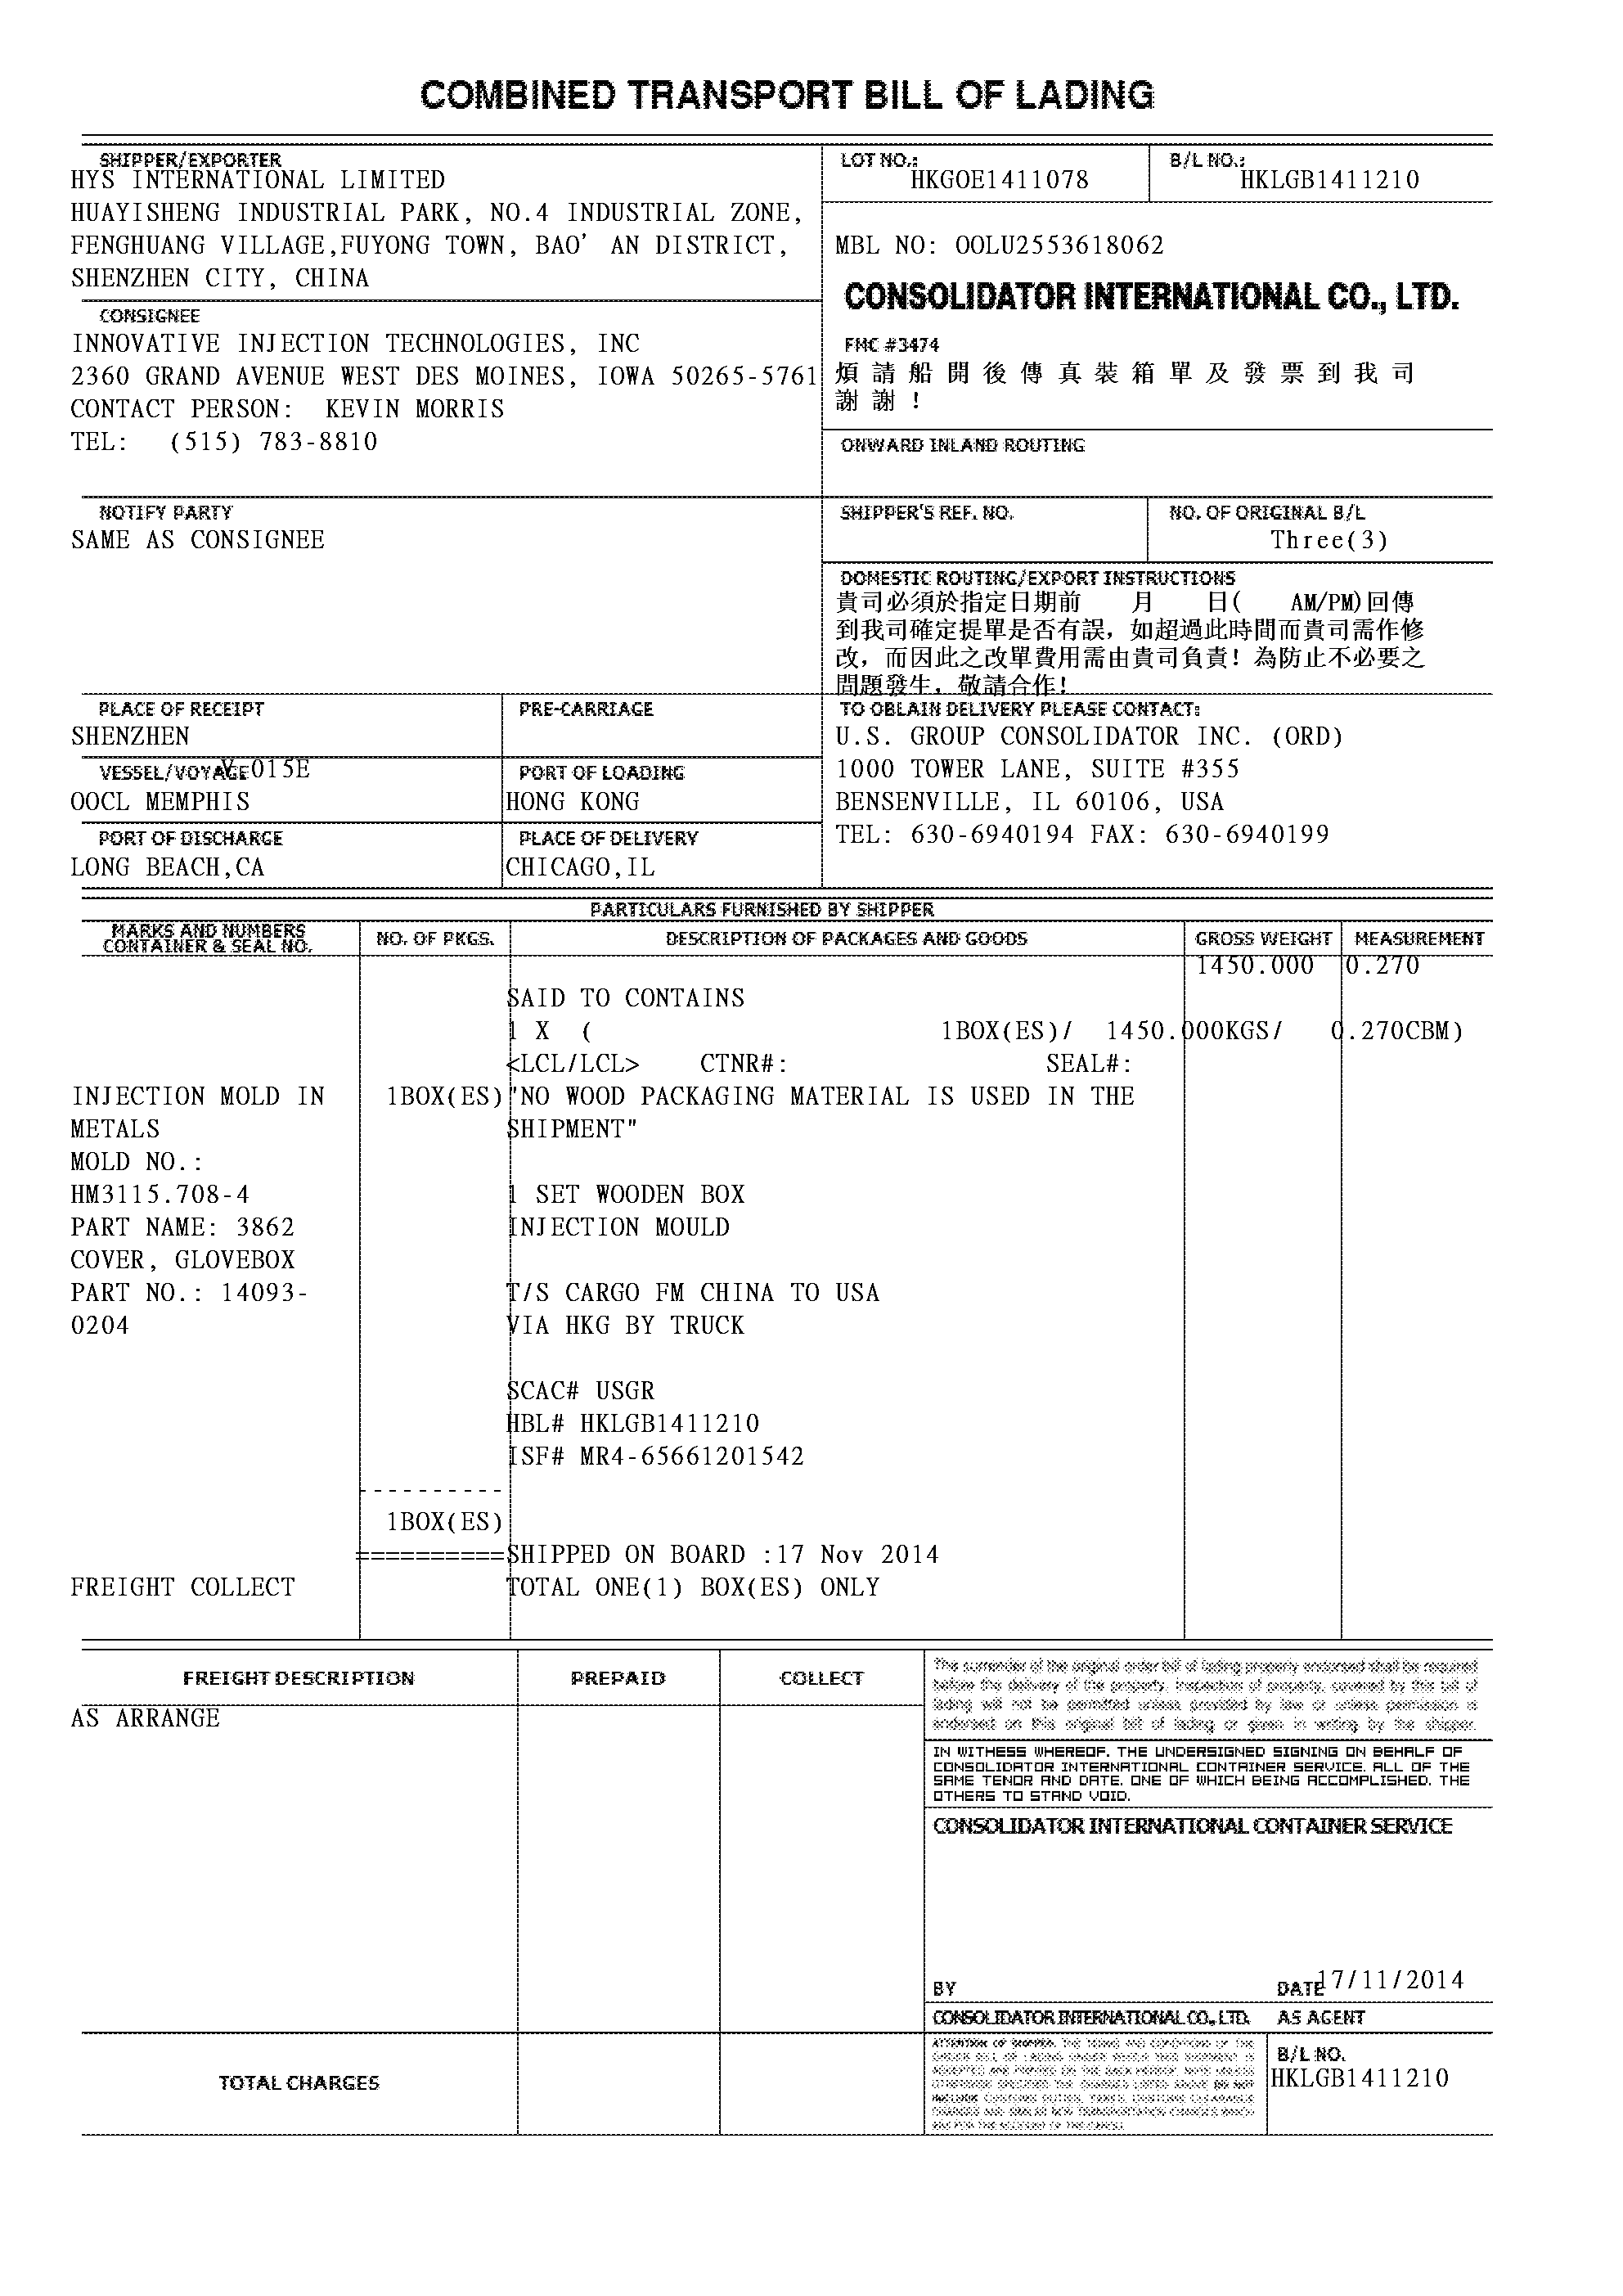 COMBINED TRANSPORT BILL OF LADING
SHIPPER/EXPORTER
HYS INTERNATIONAL LIMITED
HUAYISHENG INDUSTRIAL PARK, NO.4 INDUSTRIAL ZONE,
FENGHUANG VILLAGE,FUYONG TOWN, BAO' AN DISTRICT,
SHENZHEN CITY, CHINA
LOT NO.:
HKGOE1411078
B/L NO.:
HKLGB1411210
MBL NO: OOLU2553618062
CONSOLIDATOR INTERNATIONAL CO., LTD.
FMC #3474
煩請船開後傳真裝箱單及發票到我司
謝謝!
CONSIGNEE
INNOVATIVE INJECTION TECHNOLOGIES, INC
2360 GRAND AVENUE WEST DES MOINES, IOWA 50265-5761
CONTACT PERSON: KEVIN MORRIS
TEL: (515) 783-8810
ONWARD INLAND ROUTING
NOTIFY PARTY
SAME AS CONSIGNEE
SHIPPER'S REF. NO.
NO. OF ORIGINAL B/L
Three(3)
DOMESTIC ROUTING/EXPORT INSTRUCTIONS
貴司必須於指定日期前 月 日( AM/PM)回傳
到我司確定提單是否有誤, 如超過此時間而貴司需作修
改, 而因此之改單費用需由貴司負責! 為防止不必要之
問題發生, 敬請合作!
PLACE OF RECEIPT
SHENZHEN
PRE-CARRIAGE
VESSEL/VOYAGE V.015E
OOCL MEMPHIS
PORT OF LOADING
HONG KONG
PORT OF DISCHARGE
LONG BEACH,CA
PLACE OF DELIVERY
CHICAGO,IL
TO OBLAIN DELIVERY PLEASE CONTACT:
U.S. GROUP CONSOLIDATOR INC. (ORD)
1000 TOWER LANE, SUITE #355
BENSENVILLE, IL 60106, USA
TEL: 630-6940194 FAX: 630-6940199
PARTICULARS FURNISHED BY SHIPPER
MARKS AND NUMBERS
CONTAINER & SEAL NO.
NO. OF PKGS.
DESCRIPTION OF PACKAGES AND GOODS
GROSS WEIGHT
MEASUREMENT
1450.000 0.270
SAID TO CONTAINS
1 X ( 1BOX(ES)/ 1450.000KGS/ 0.270CBM)
<LCL/LCL> CTNR#: SEAL#:
INJECTION MOLD IN 1BOX(ES) "NO WOOD PACKAGING MATERIAL IS USED IN THE
METALS SHIPMENT"
MOLD NO.:
HM3115.708-4 1 SET WOODEN BOX
PART NAME: 3862 INJECTION MOULD
COVER, GLOVEBOX
PART NO.: 14093- T/S CARGO FM CHINA TO USA
0204 VIA HKG BY TRUCK
SCAC# USGR
HBL# HKLGB1411210
ISF# MR4-65661201542
----------
1BOX(ES)
========== SHIPPED ON BOARD :17 Nov 2014
FREIGHT COLLECT TOTAL ONE(1) BOX(ES) ONLY
FREIGHT DESCRIPTION PREPAID COLLECT
AS ARRANGE
The surrender of the original order bill of lading properly endorsed shall be required
before the delivery of the property. Inspection of property, covered by this bill of
lading will not be permitted unless provided by law or unless permission is
endorsed on this original bill of lading or given in writing by the shipper.
IN WITHESS WHEREOF, THE UNDERSIGNED SIGNING ON BEHALF OF
CONSOLIDATOR INTERNATIONAL CONTAINER SERVICE. ALL OF THE
SAME TENOR AND DATE, ONE OF WHICH BEING ACCOMPLISHED, THE
OTHERS TO STAND VOID.
CONSOLIDATOR INTERNATIONAL CONTAINER SERVICE
BY
DATE 17/11/2014
CONSOLIDATOR INTERNATIONAL CO., LTD. AS AGENT
TOTAL CHARGES
B/L NO.
HKLGB1411210